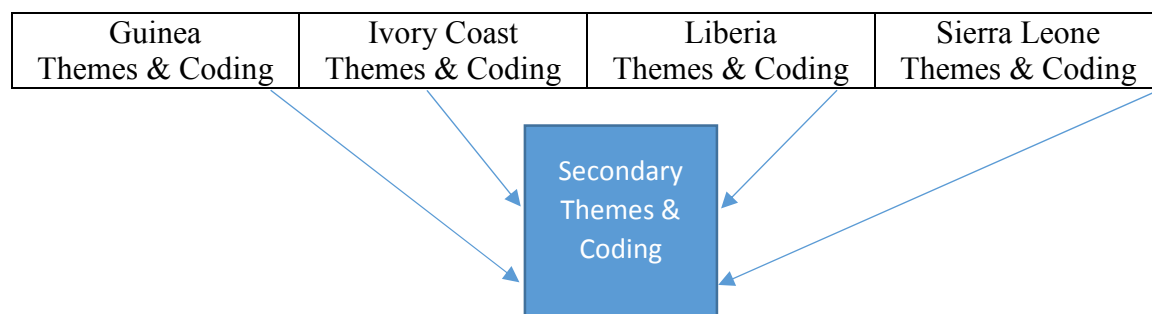 Guinea
Themes & Coding
Ivory Coast
Themes & Coding
Liberia
Themes & Coding
Sierra Leone
Themes & Coding
Secondary
Themes &
Coding